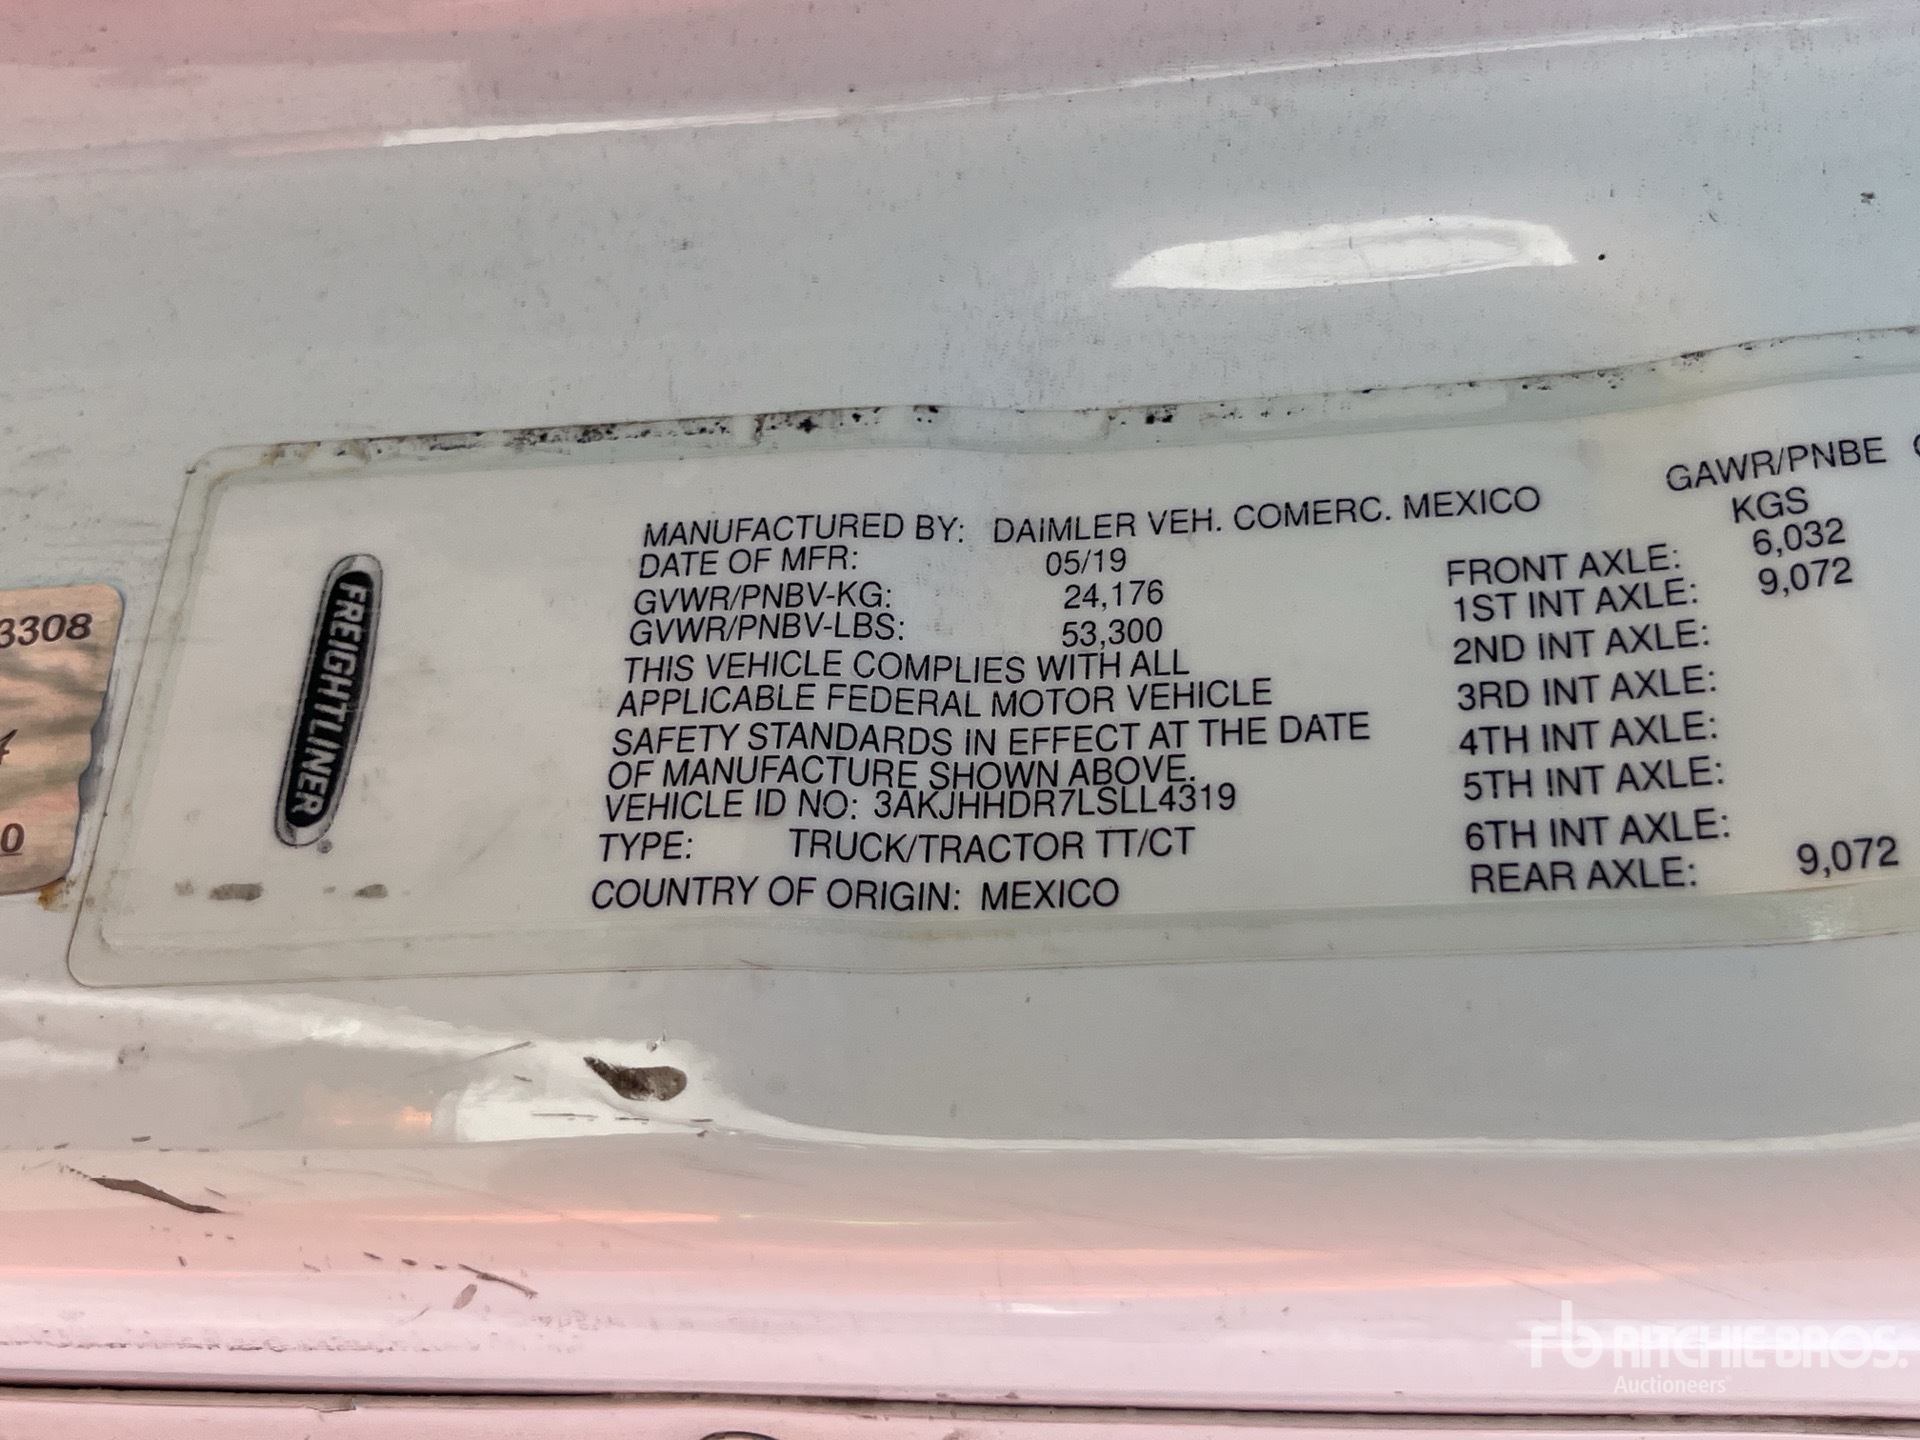 3308
0
FREIGHTLINER
MANUFACTURED BY: DAIMLER VEH. COMERC. MEXICO
DATE OF MFR: 05/19
GVWR/PNBV-KG: 24,176
GVWR/PNBV-LBS: 53,300
THIS VEHICLE COMPLIES WITH ALL
APPLICABLE FEDERAL MOTOR VEHICLE
SAFETY STANDARDS IN EFFECT AT THE DATE
OF MANUFACTURE SHOWN ABOVE.
VEHICLE ID NO: 3AKJHHDR7LSLL4319
TYPE: TRUCK/TRACTOR TT/CT
COUNTRY OF ORIGIN: MEXICO
GAWR/PNBE
KGS
FRONT AXLE: 6,032
1ST INT AXLE: 9,072
2ND INT AXLE:
3RD INT AXLE:
4TH INT AXLE:
5TH INT AXLE:
6TH INT AXLE:
REAR AXLE: 9,072
rb RITCHIE BROS.
Auctioneers